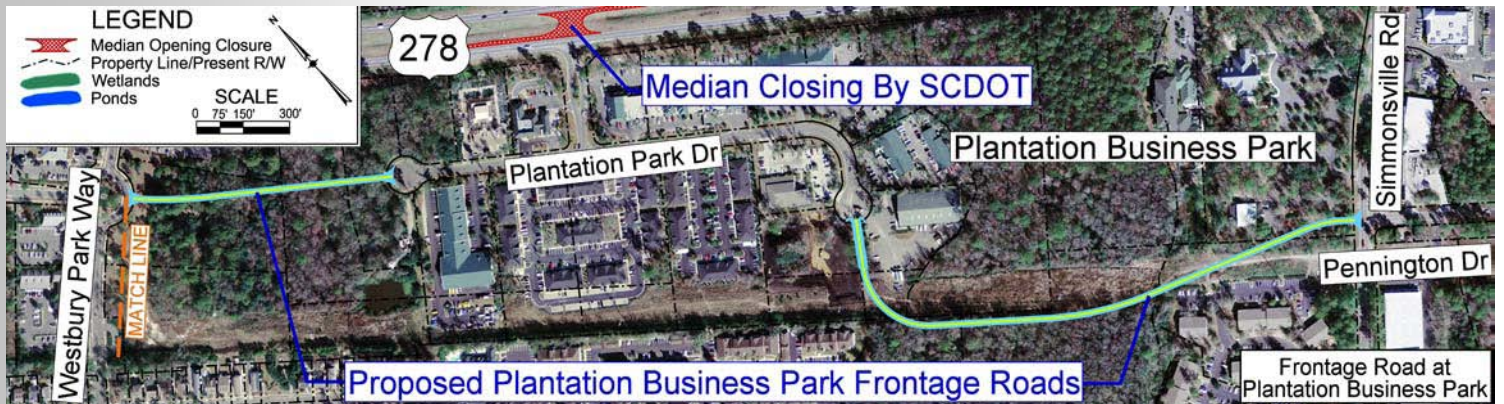 LEGEND
Median Opening Closure
Property Line/Present R/W
Wetlands
Ponds
SCALE
0 75' 150' 300'
278
Median Closing By SCDOT
Simmonsville Rd
Plantation Park Dr
Plantation Business Park
Westbury Park Way
MATCH LINE
Pennington Dr
Proposed Plantation Business Park Frontage Roads
Frontage Road at
Plantation Business Park